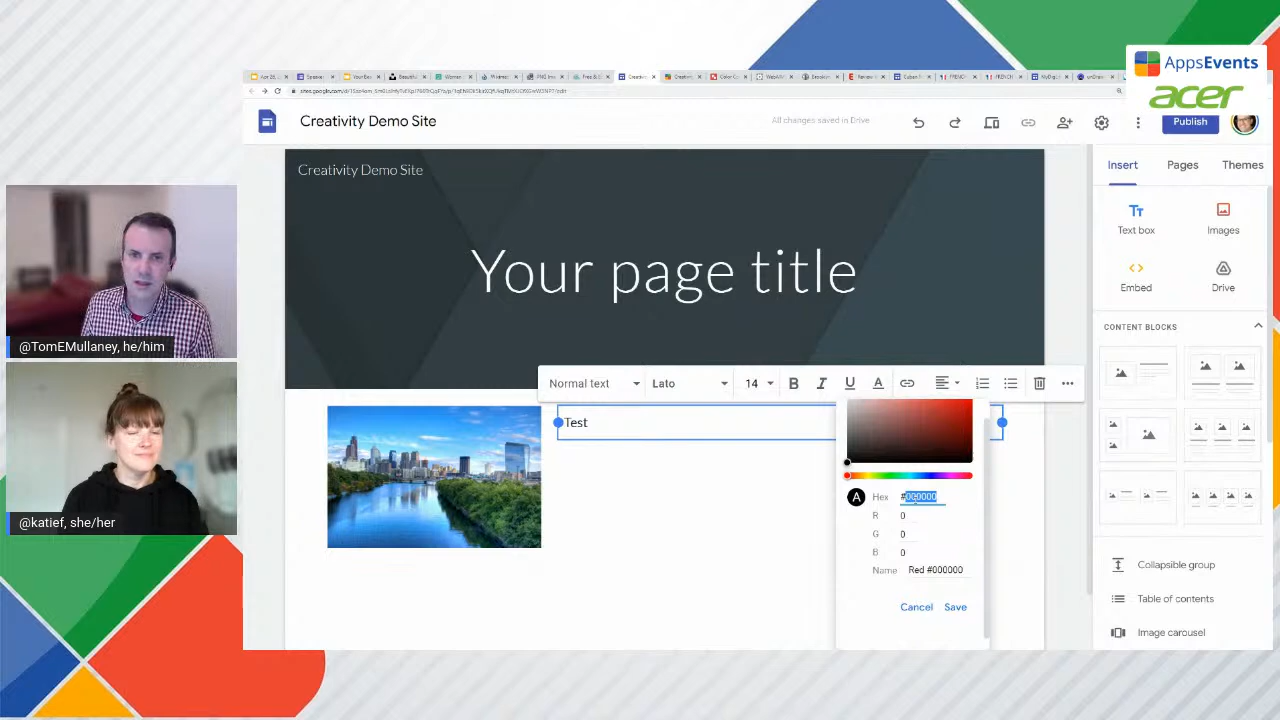 AppsEvents
acer
Creativity Demo Site
All changes saved in Drive
Publish
Creativity Demo Site
Your page title
Insert
Pages
Themes
Text box
Images
Embed
Drive
CONTENT BLOCKS
Normal text
Lato
14
Test
A
Hex #000000
R 0
G 0
B 0
Name Red #000000
Cancel Save
Collapsible group
Table of contents
Image carousel
@TomEMullaney, he/him
@katief, she/her